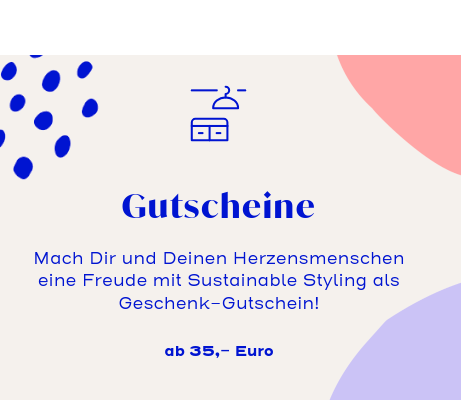 Gutscheine
Mach Dir und Deinen Herzensmenschen
eine Freude mit Sustainable Styling als
Geschenk-Gutschein!
ab 35,- Euro